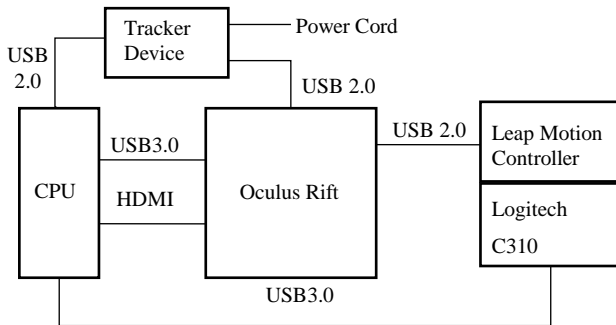 Tracker
Device
Power Cord
USB
2.0
USB 2.0
USB 2.0
USB3.0
HDMI
CPU
Oculus Rift
Leap Motion
Controller
Logitech
C310
USB3.0